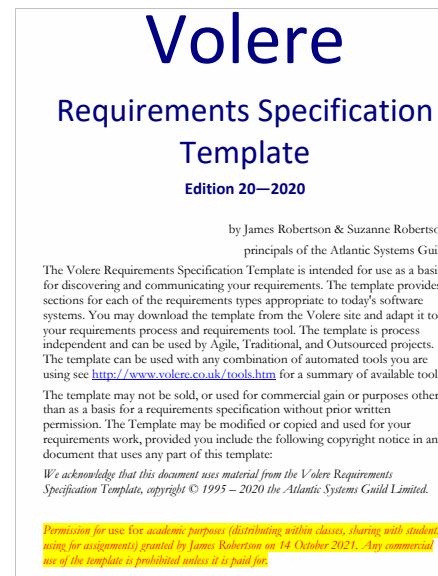 Volere
Requirements Specification
Template
Edition 20—2020
by James Robertson & Suzanne Robertso
principals of the Atlantic Systems Gui
The Volere Requirements Specification Template is intended for use as a basi
for discovering and communicating your requirements. The template provides
sections for each of the requirements types appropriate to today's software
systems. You may download the template from the Volere site and adapt it to
your requirements process and requirements tool. The template is process
independent and can be used by Agile, Traditional, and Outsourced projects.
The template can be used with any combination of automated tools you are
using see http://www.volere.co.uk/tools.htm for a summary of available tool
The template may not be sold, or used for commercial gain or purposes other
than as a basis for a requirements specification without prior written
permission. The Template may be modified or copied and used for your
requirements work, provided you include the following copyright notice in an
document that uses any part of this template:
We acknowledge that this document uses material from the Volere Requirements
Specification Template, copyright © 1995 – 2020 the Atlantic Systems Guild Limited.
Permission for use for academic purposes (distributing within classes, sharing with student
using for assignments) granted by James Robertson on 14 October 2021. Any commercial
use of the template is prohibited unless it is paid for.